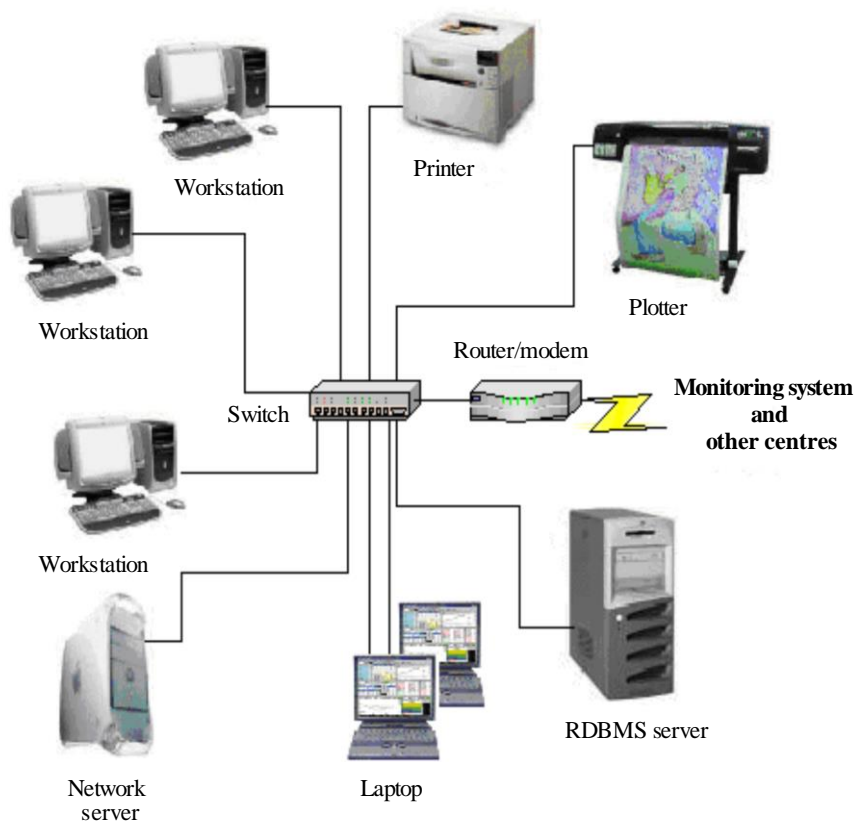 Workstation
Printer
Workstation
Plotter
Router/modem
Switch
Monitoring system
and
other centres
Workstation
RDBMS server
Network
server
Laptop